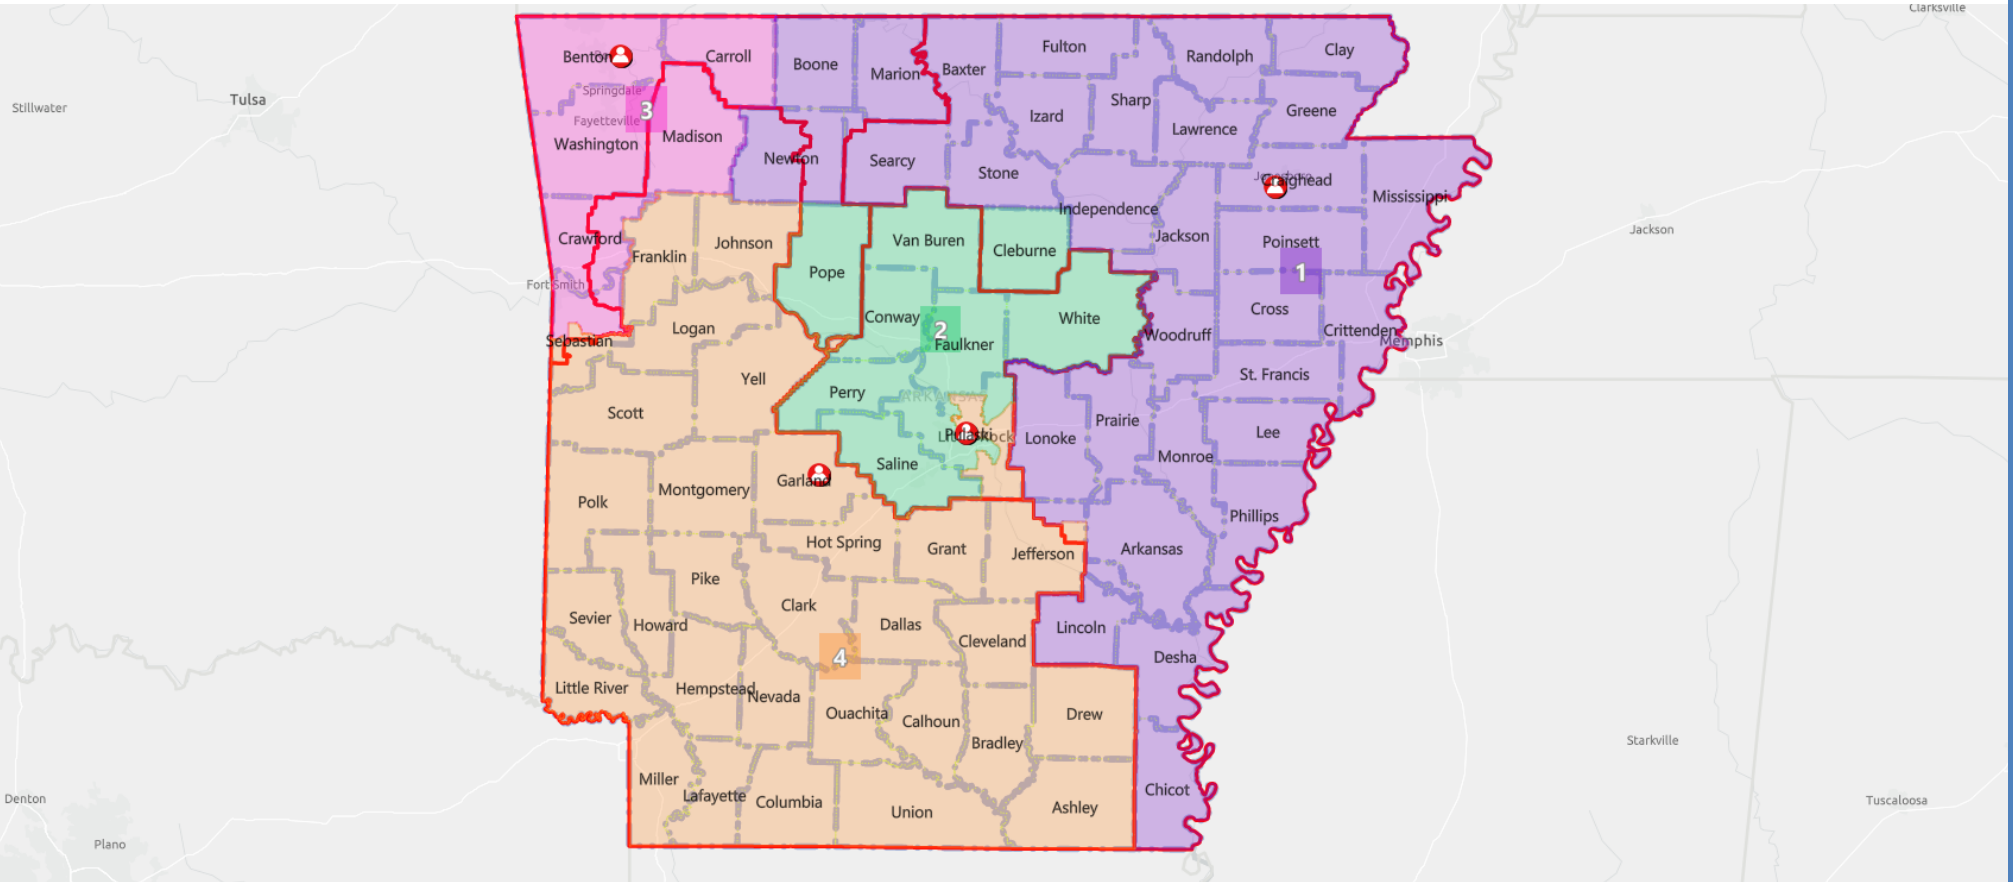 Clarksville
Benton
Carroll
Boone
Marion
Baxter
Fulton
Randolph
Clay
Stillwater
Tulsa
Springdale
3
Fayetteville
Washington
Madison
Izard
Sharp
Greene
Lawrence
Newton
Searcy
Stone
Craighead
Mississippi
Independence
Jackson
Poinsett
Jackson
Crawford
Franklin
Johnson
Van Buren
Cleburne
Pope
1
Fort Smith
Logan
Conway
2
Faulkner
White
Cross
Woodruff
Crittenden
Memphis
Sebastian
Yell
Perry
ARKANSAS
St. Francis
Scott
Pulaski
Lonoke
Prairie
Lee
Saline
Monroe
Polk
Montgomery
Garland
Phillips
Hot Spring
Grant
Jefferson
Arkansas
Pike
Clark
Sevier
Howard
Dallas
Cleveland
Lincoln
4
Desha
Little River
Hempstead
Nevada
Ouachita
Calhoun
Drew
Bradley
Starkville
Miller
Lafayette
Columbia
Union
Ashley
Chicot
Denton
Plano
Tuscaloosa